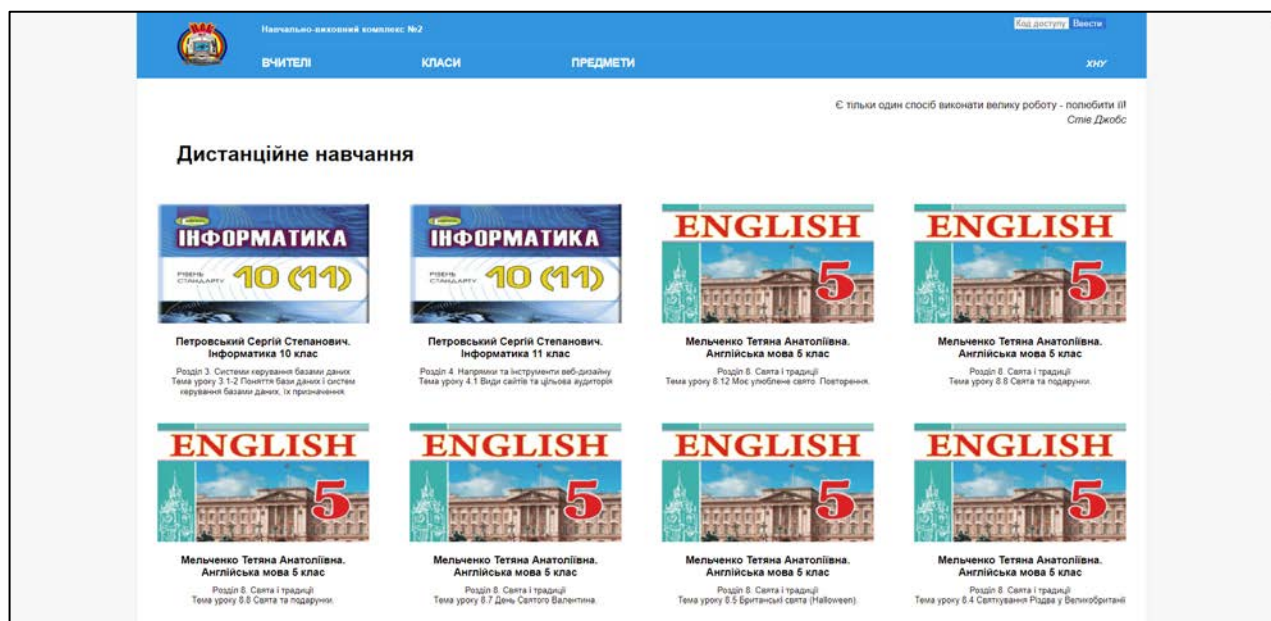 НВК
Навчально-виховний комплекс №2
Код доступу Ввести
ВЧИТЕЛІ КЛАСИ ПРЕДМЕТИ ХНУ
Є тільки один спосіб виконати велику роботу - полюбити її!
Стів Джобс
Дистанційне навчання
ІНФОРМАТИКА
РІВЕНЬ
СТАНДАРТУ
10 (11)
Петровський Сергій Степанович.
Інформатика 10 клас
Розділ 3. Системи керування базами даних
Тема уроку 3.1-2 Поняття бази даних і систем
керування базами даних, їх призначення
ІНФОРМАТИКА
РІВЕНЬ
СТАНДАРТУ
10 (11)
Петровський Сергій Степанович.
Інформатика 11 клас
Розділ 4. Напрямки та інструменти веб-дизайну
Тема уроку 4.1 Види сайтів та цільова аудиторія
ENGLISH
5
Мельченко Тетяна Анатоліївна.
Англійська мова 5 клас
Розділ 8. Свята і традиції
Тема уроку 8.12 Моє улюблене свято. Повторення.
ENGLISH
5
Мельченко Тетяна Анатоліївна.
Англійська мова 5 клас
Розділ 8. Свята і традиції
Тема уроку 8.8 Свята та подарунки.
ENGLISH
5
Мельченко Тетяна Анатоліївна.
Англійська мова 5 клас
Розділ 8. Свята і традиції
Тема уроку 8.8 Свята та подарунки.
ENGLISH
5
Мельченко Тетяна Анатоліївна.
Англійська мова 5 клас
Розділ 8. Свята і традиції
Тема уроку 8.7 День Святого Валентина.
ENGLISH
5
Мельченко Тетяна Анатоліївна.
Англійська мова 5 клас
Розділ 8. Свята і традиції
Тема уроку 8.5 Британські свята (Halloween).
ENGLISH
5
Мельченко Тетяна Анатоліївна.
Англійська мова 5 клас
Розділ 8. Свята і традиції
Тема уроку 8.4 Святкування Різдва у Великобританії